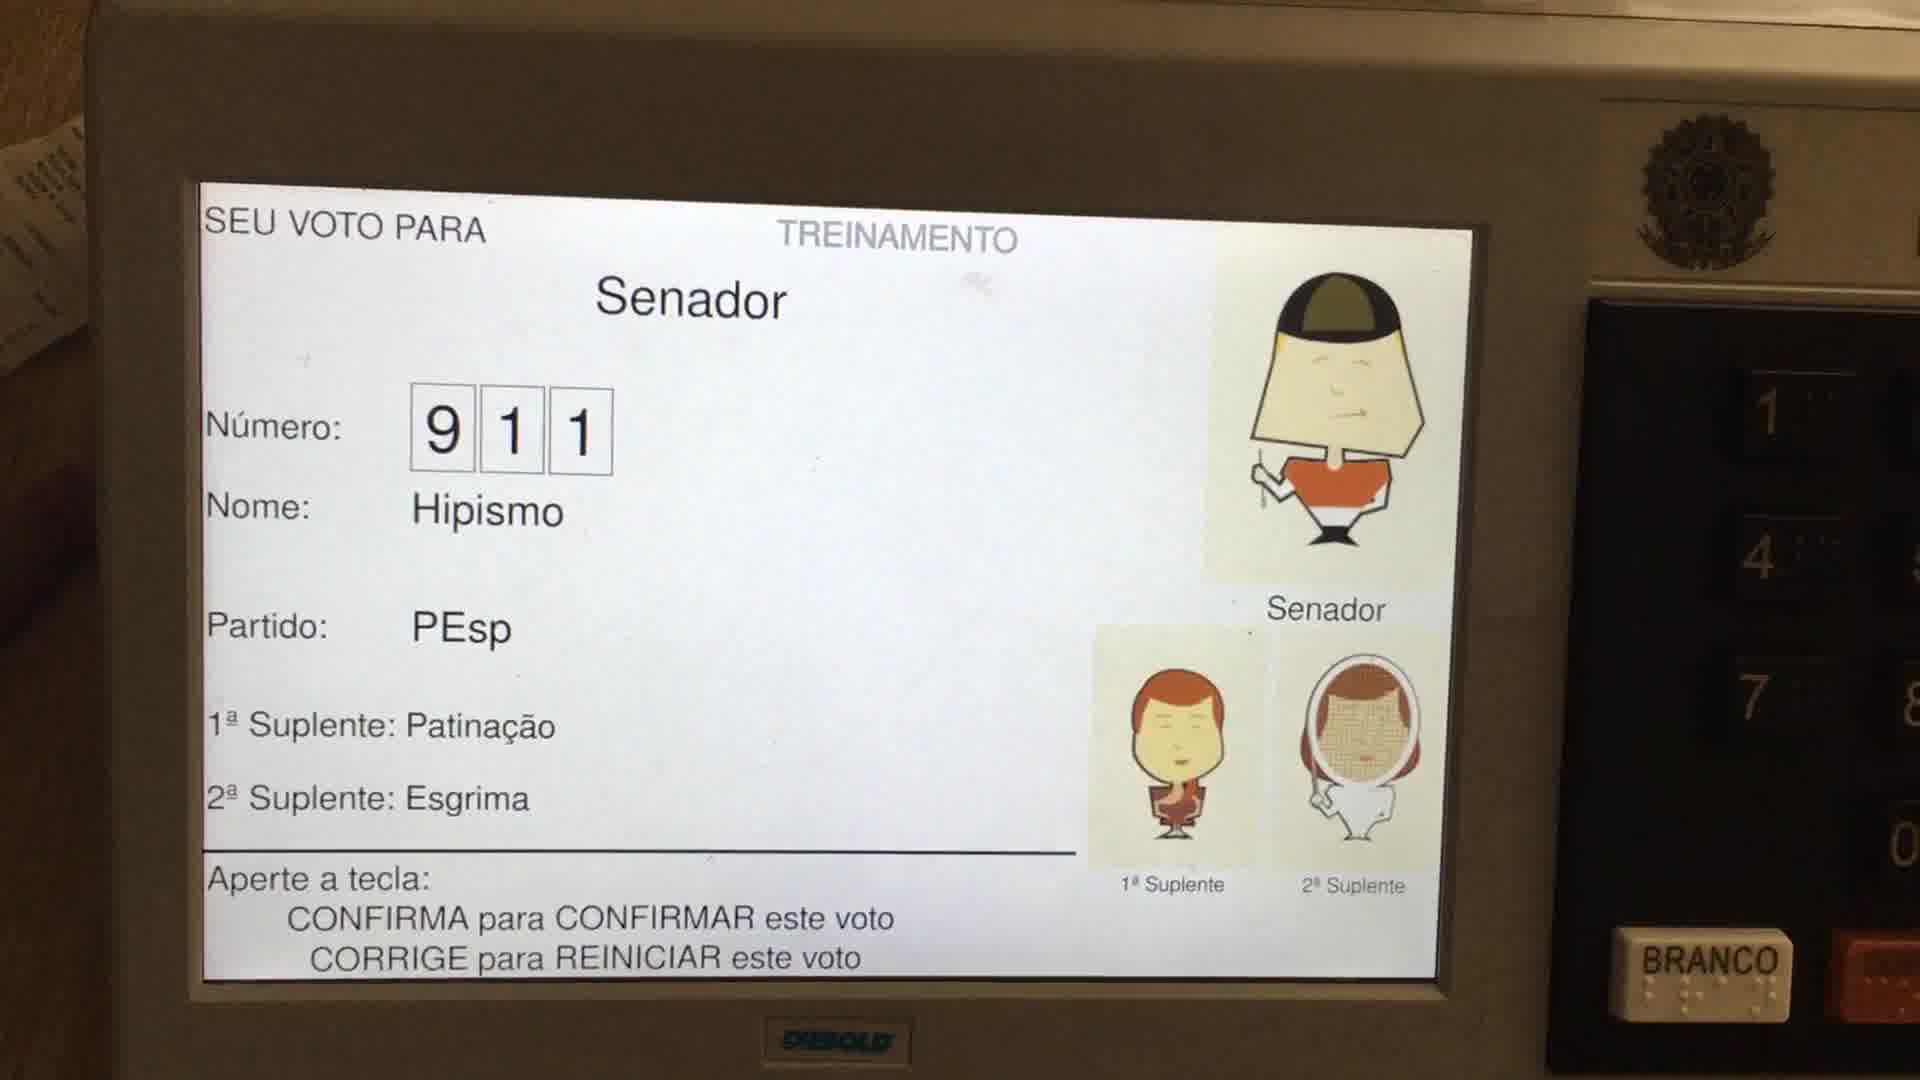 SEU VOTO PARA
TREINAMENTO
Senador
Número: 9 1 1
Nome: Hipismo
Partido: PEsp
1ª Suplente: Patinação
2ª Suplente: Esgrima
Senador
1ª Suplente
2ª Suplente
Aperte a tecla:
CONFIRMA para CONFIRMAR este voto
CORRIGE para REINICIAR este voto
DIEBOLD
1
4
7
8
0
BRANCO